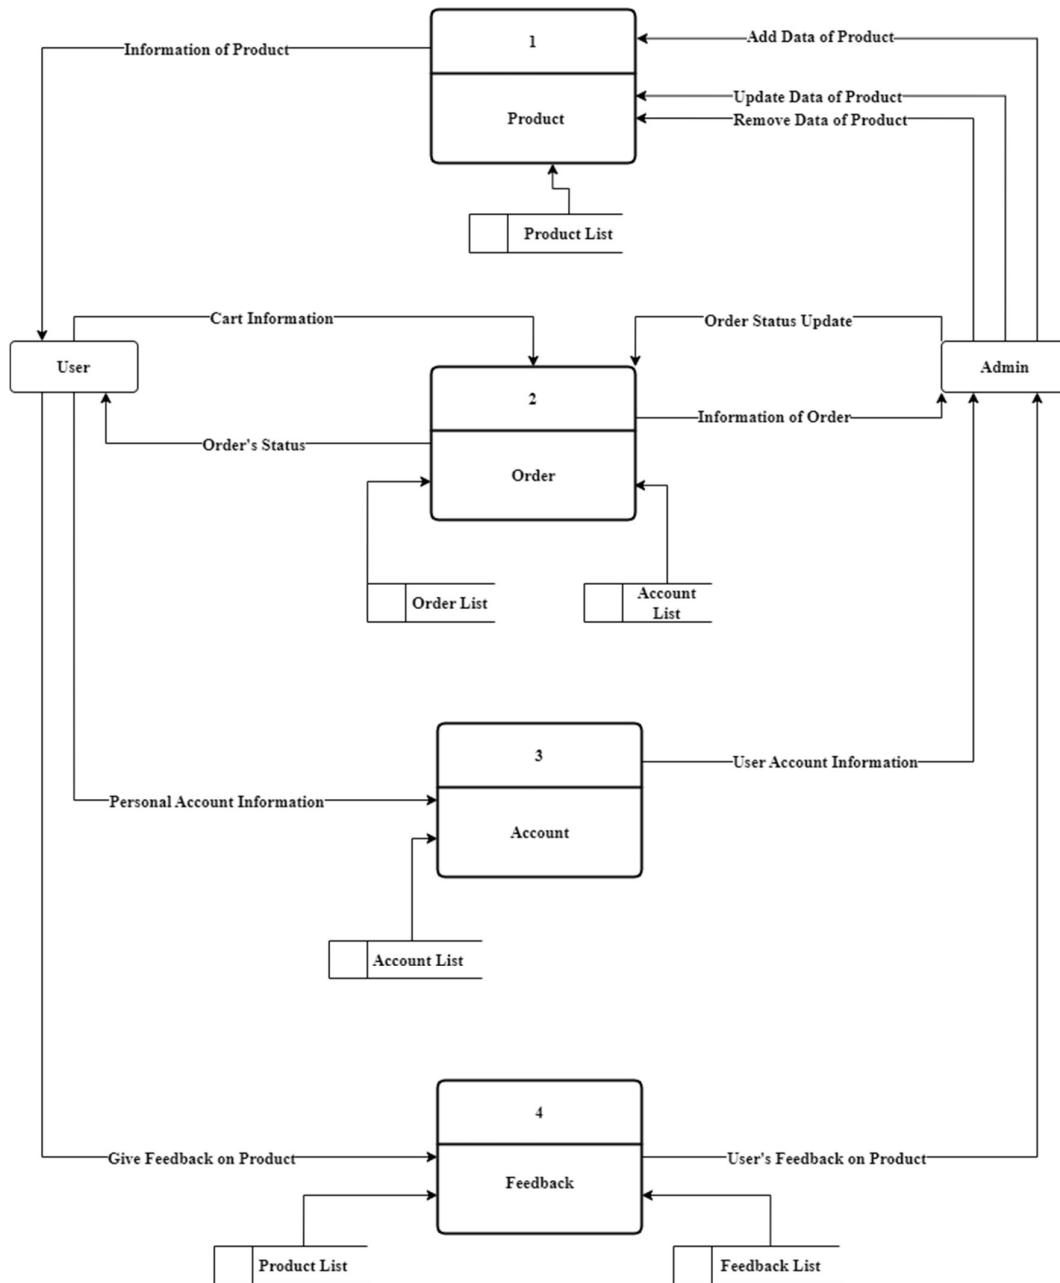 1
Information of Product
Add Data of Product
Update Data of Product
Product
Remove Data of Product
Product List
Cart Information
Order Status Update
User
Admin
2
Information of Order
Order's Status
Order
Order List
Account
List
3
User Account Information
Personal Account Information
Account
Account List
4
Give Feedback on Product
User's Feedback on Product
Feedback
Product List
Feedback List